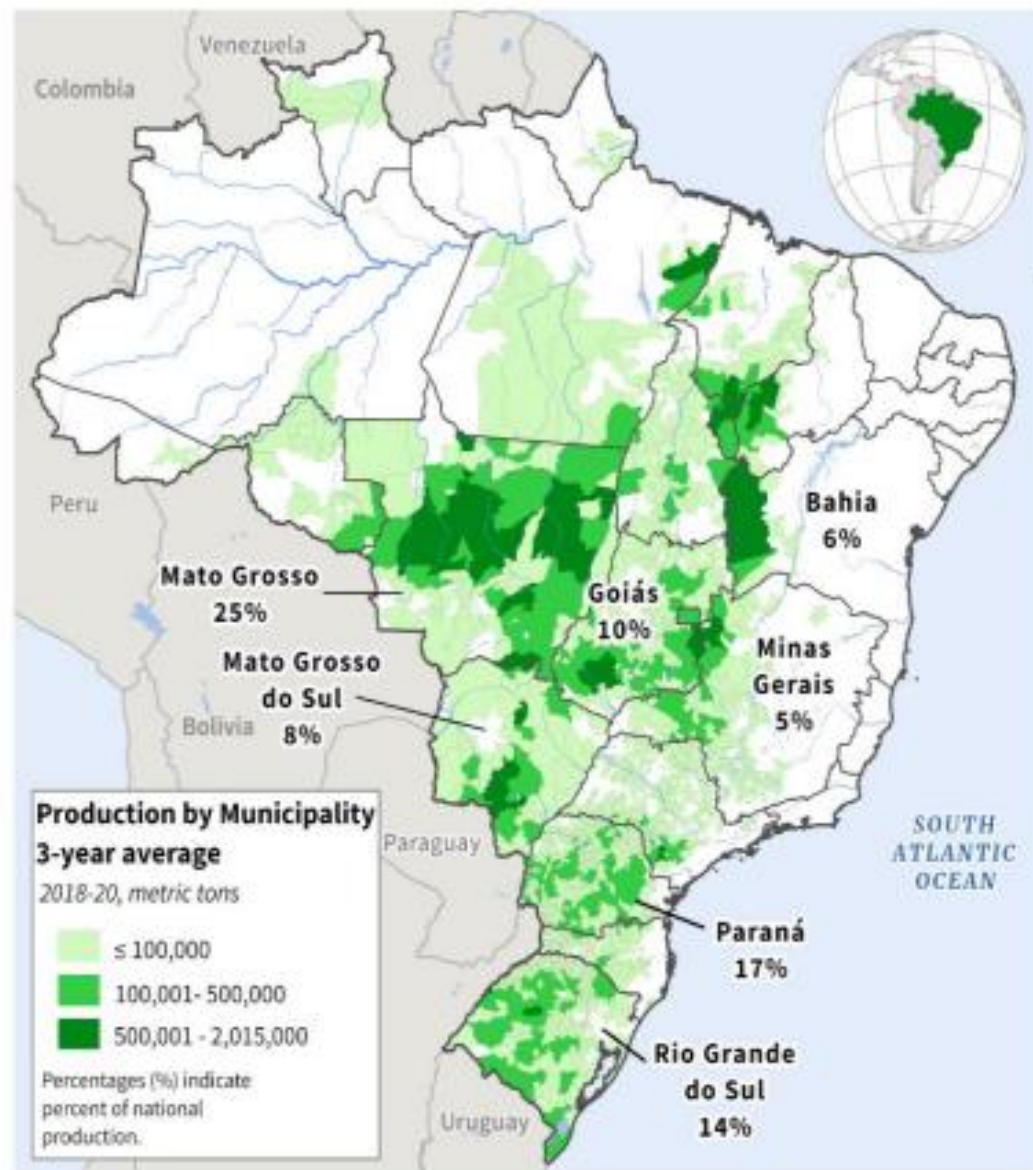 Venezuela
Colombia
Peru
Bahia
6%
Mato Grosso
25%
Goiás
10%
Minas
Gerais
5%
Mato Grosso
do Sul
8%
Bolivia
Production by Municipality
3-year average
2018-20, metric tons
≤ 100,000
100,001- 500,000
500,001 - 2,015,000
Percentages (%) indicate
percent of national
production.
Paraguay
SOUTH
ATLANTIC
OCEAN
Paraná
17%
Rio Grande
do Sul
14%
Uruguay